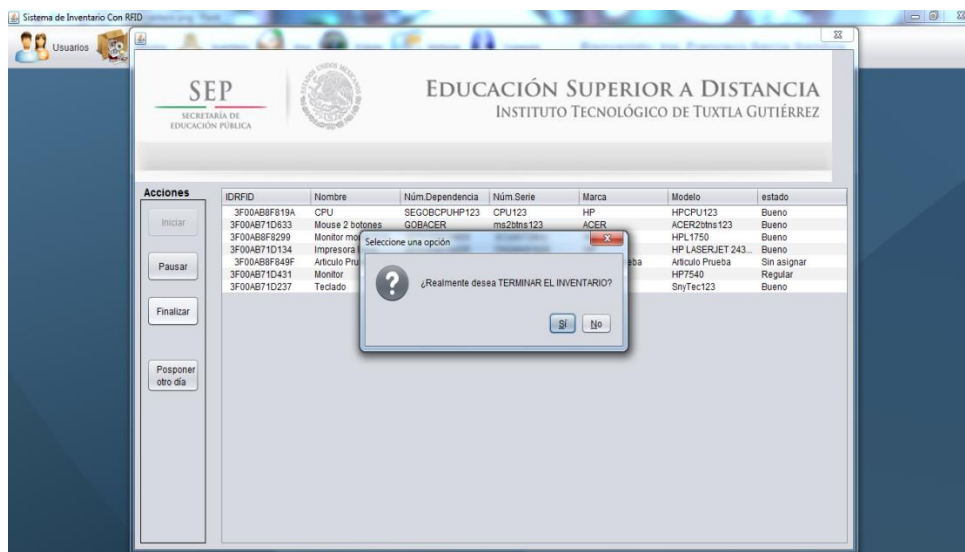 Sistema de Inventario Con RFID
Usuarios
SEP
SECRETARÍA DE
EDUCACIÓN PÚBLICA
EDUCACIÓN SUPERIOR A DISTANCIA
INSTITUTO TECNOLÓGICO DE TUXTLA GUTIÉRREZ
Acciones
Iniciar
Pausar
Finalizar
Posponer
otro día
IDRFID Nombre Núm.Dependencia Núm.Serie Marca Modelo estado
3F00AB8F819A CPU SEGOBCPUHP123 CPU123 HP HPCPU123 Bueno
3F00AB71D633 Mouse 2 botones GOBACER ms2btns123 ACER ACER2btns123 Bueno
3F00AB8F8299 Monitor HPL1750 Bueno
3F00AB71D134 Impresora HP LASERJET 243... Bueno
3F00AB8F849F Articulo Articulo Prueba Sin asignar
3F00AB71D431 Monitor HP7540 Regular
3F00AB71D237 Teclado SnyTec123 Bueno
Seleccione una opción
¿Realmente desea TERMINAR EL INVENTARIO?
Sí No